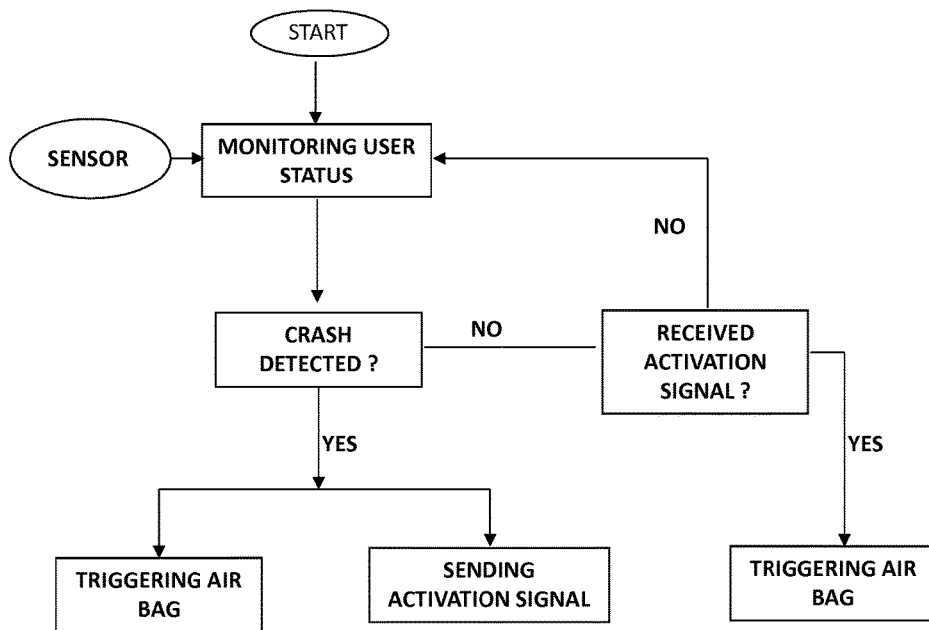 START
SENSOR
MONITORING USER
STATUS
NO
CRASH
DETECTED ?
NO
RECEIVED
ACTIVATION
SIGNAL ?
YES
YES
TRIGGERING AIR
BAG
SENDING
ACTIVATION SIGNAL
TRIGGERING AIR
BAG